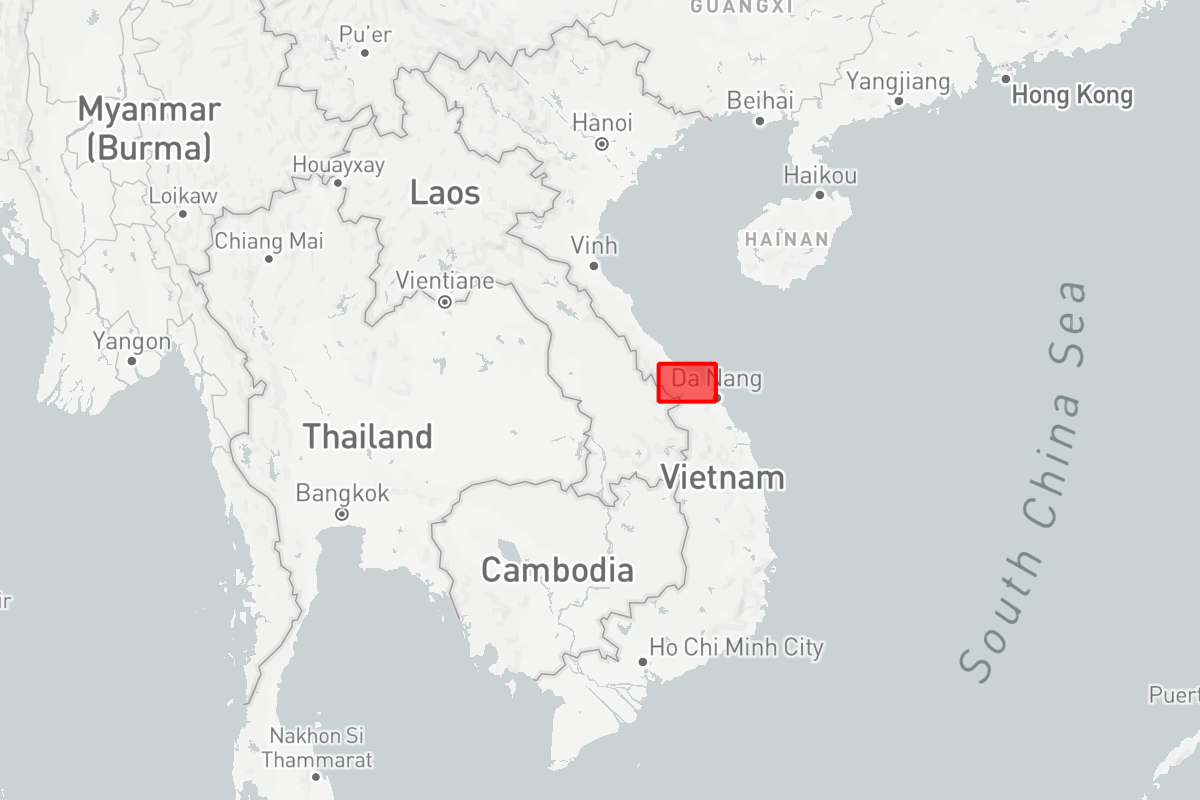 GUANGXI
Pu'er
Yangjiang
Hong Kong
Beihai
Myanmar
(Burma)
Hanoi
Houayxay
Laos
Haikou
Loikaw
Chiang Mai
HAINAN
Vinh
Vientiane
Yangon
Da Nang
South China Sea
Thailand
Vietnam
Bangkok
Cambodia
ir
Ho Chi Minh City
Puert
Nakhon Si
Thammarat